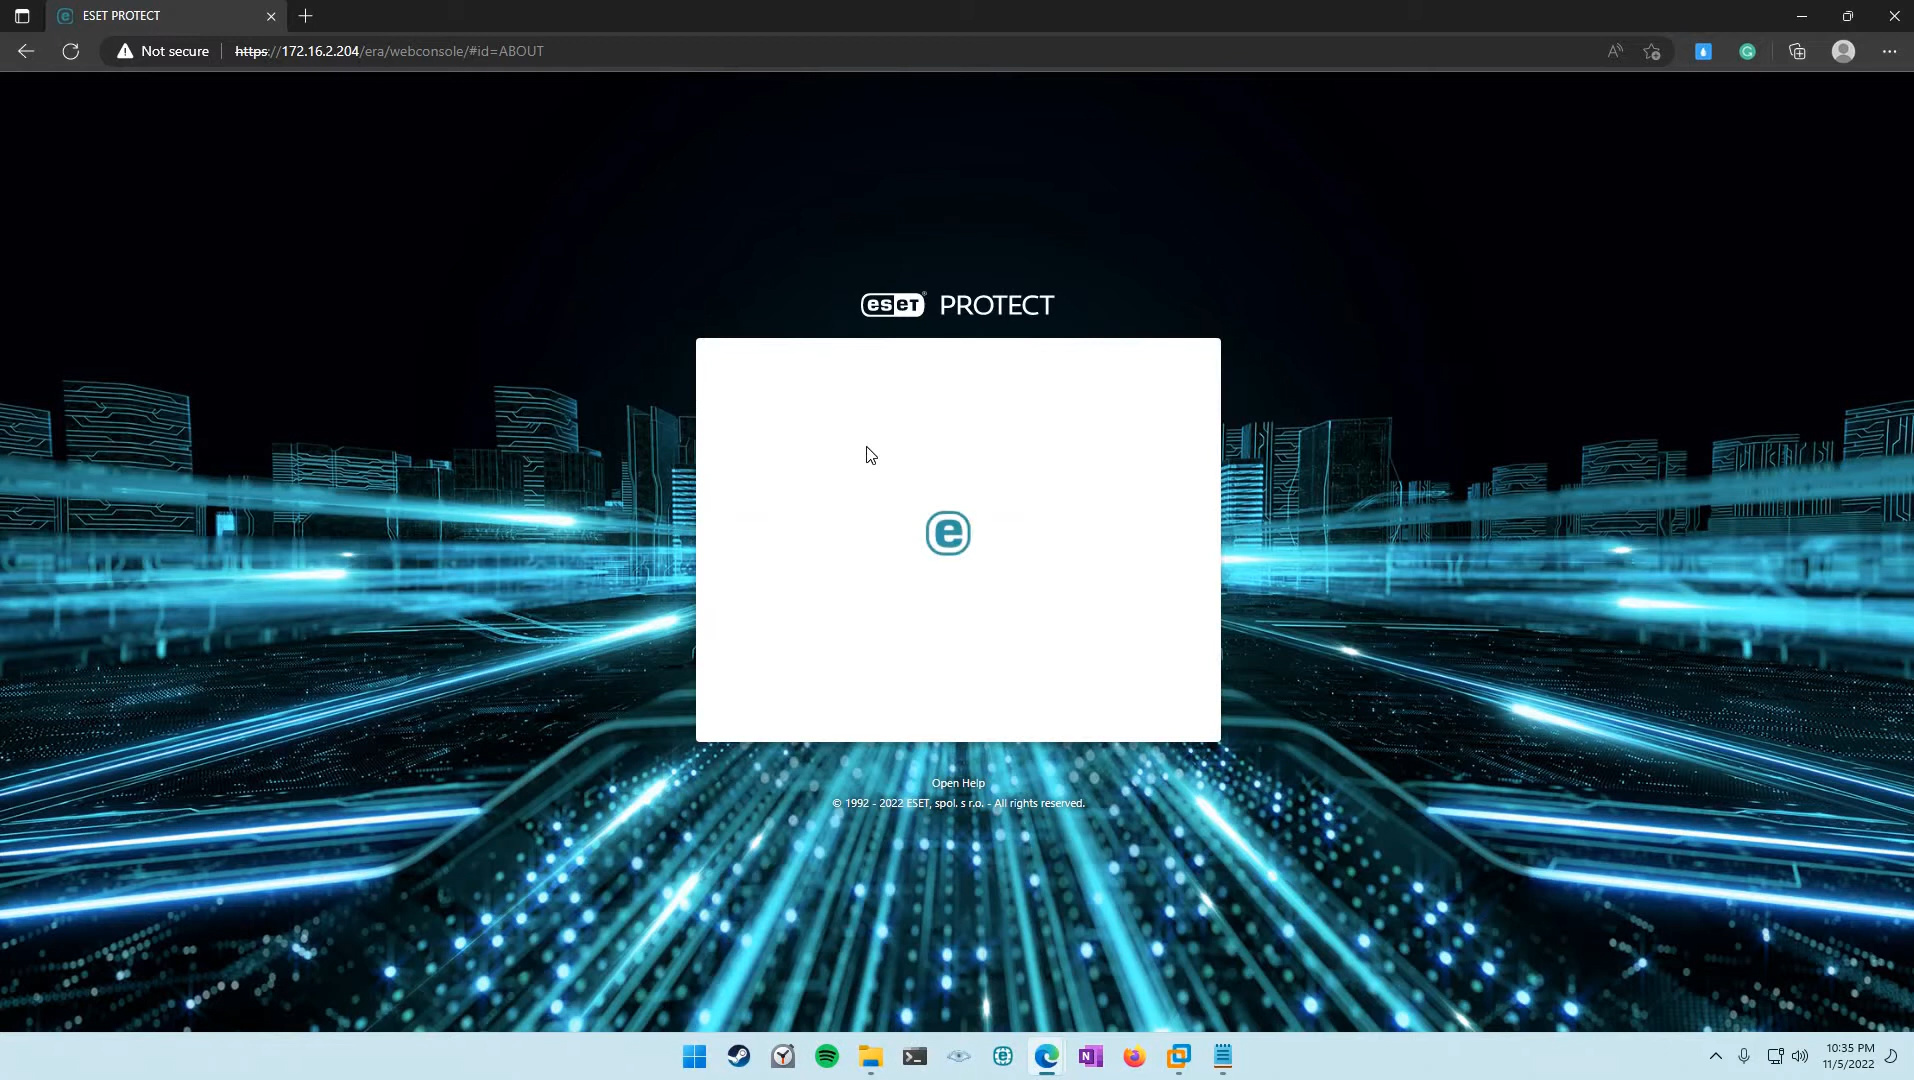 ESET PROTECT
Not secure
https://172.16.2.204/era/webconsole/#id=ABOUT
eseT® PROTECT
e
Open Help
© 1992 - 2022 ESET, spol. s r.o. - All rights reserved.
10:35 PM
11/5/2022